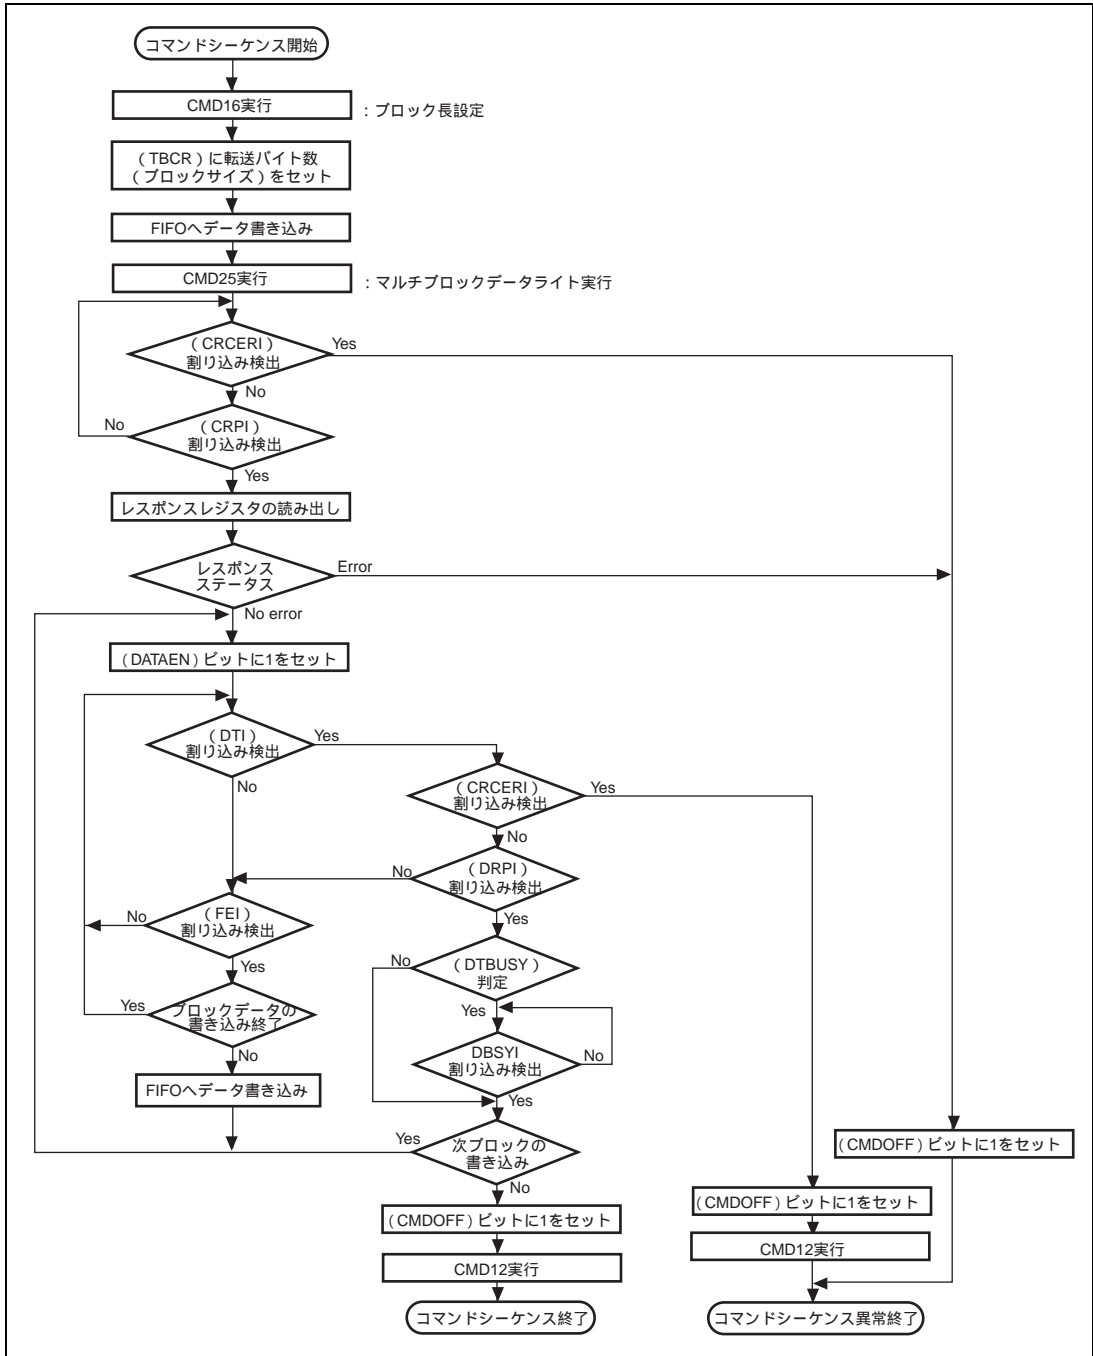 コマンドシーケンス開始
CMD16実行
：ブロック長設定
（TBCR）に転送バイト数
（ブロックサイズ）をセット
FIFOへデータ書き込み
CMD25実行
：マルチブロックデータライト実行
（CRCERI）
割り込み検出
Yes
No
（CRPI）
割り込み検出
No
Yes
レスポンスレジスタの読み出し
レスポンス
ステータス
Error
No error
（DATAEN）ビットに1をセット
（DTI）
割り込み検出
Yes
No
（CRCERI）
割り込み検出
Yes
No
（DRPI）
割り込み検出
No
Yes
（FEI）
割り込み検出
No
Yes
（DTBUSY）
判定
No
Yes
ブロックデータの
書き込み終了
Yes
No
DBSYI
割り込み検出
No
Yes
FIFOへデータ書き込み
次ブロックの
書き込み
Yes
No
（CMDOFF）ビットに1をセット
（CMDOFF）ビットに1をセット
（CMDOFF）ビットに1をセット
CMD12実行
CMD12実行
コマンドシーケンス終了
コマンドシーケンス異常終了